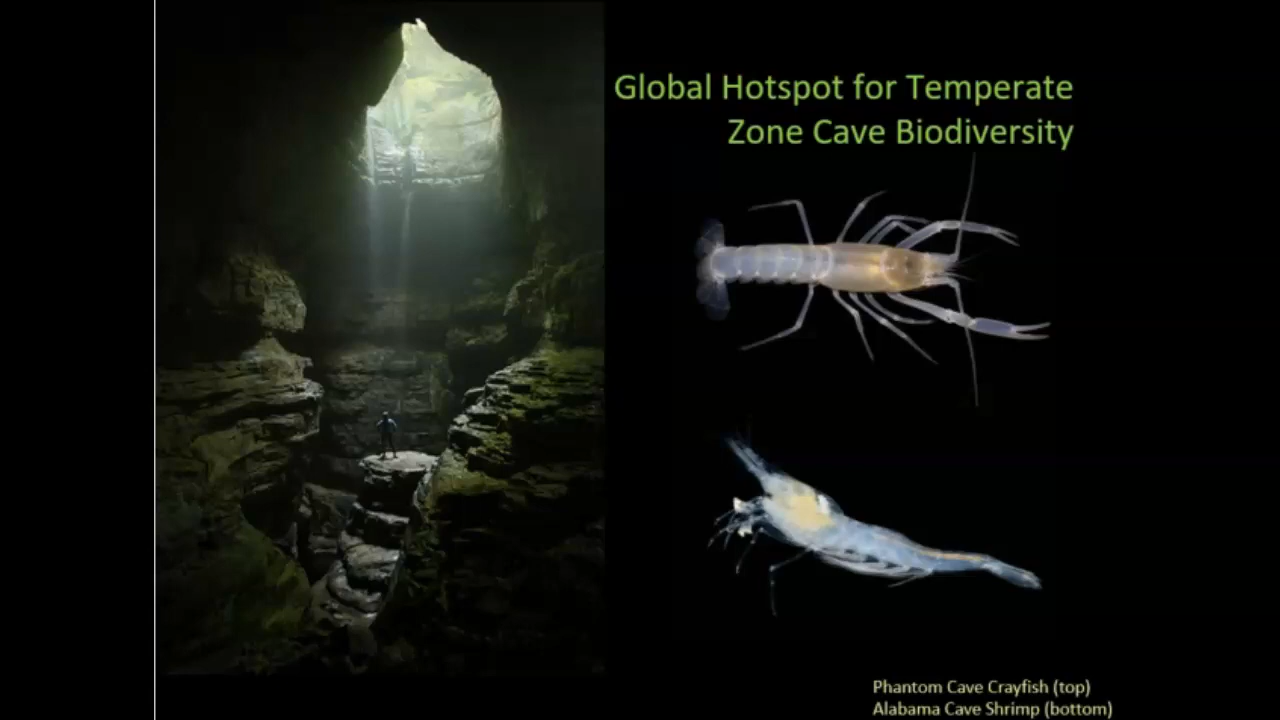 Global Hotspot for Temperate
Zone Cave Biodiversity
Phantom Cave Crayfish (top)
Alabama Cave Shrimp (bottom)